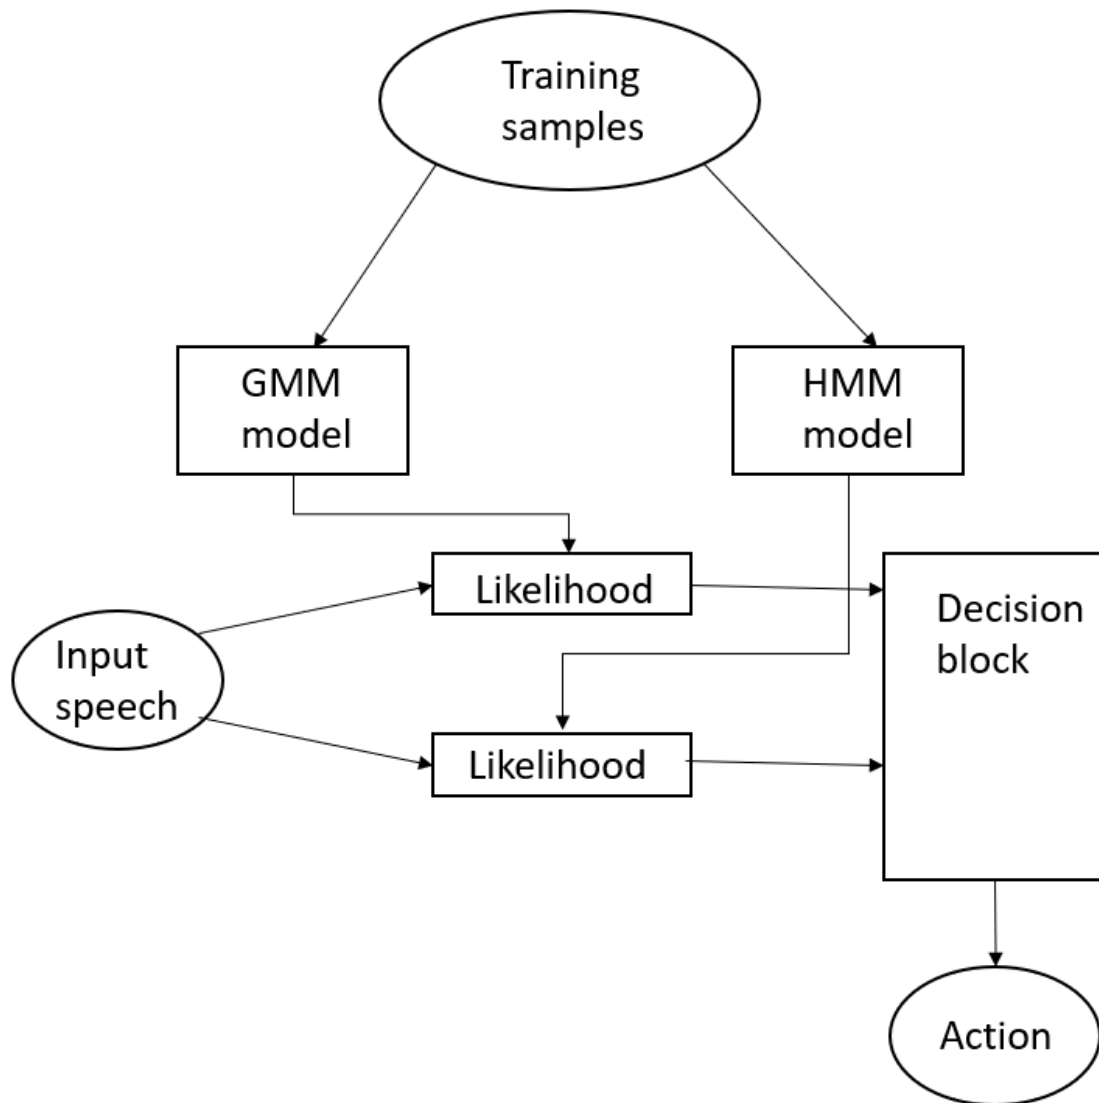 Training
samples
GMM
model
HMM
model
Likelihood
Decision
block
Input
speech
Likelihood
Action